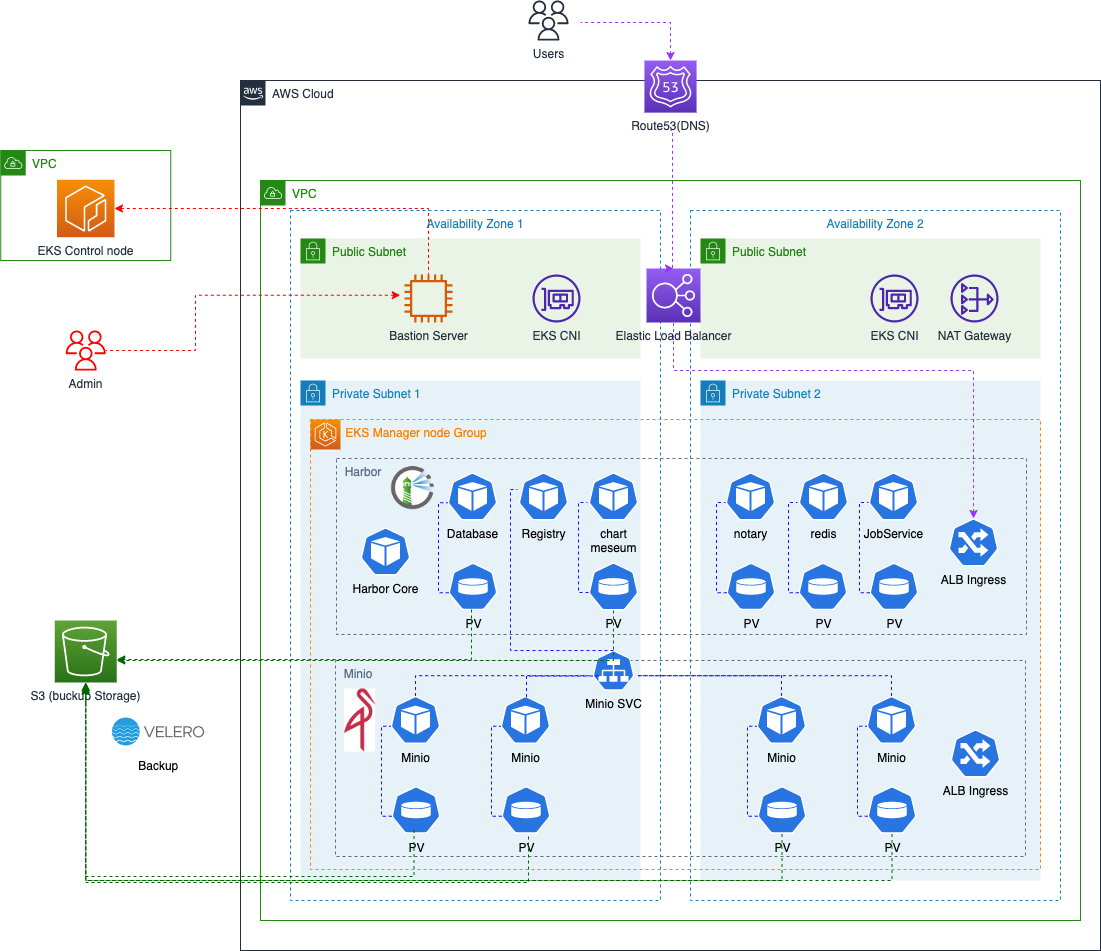 Users
53
Route53(DNS)
aws
AWS Cloud
VPC
EKS Control node
VPC
Availability Zone 1
Availability Zone 2
Public Subnet
Public Subnet
Bastion Server
EKS CNI
Elastic Load Balancer
EKS CNI
NAT Gateway
Admin
Private Subnet 1
Private Subnet 2
K
EKS Manager node Group
Harbor
Database
Registry
chart
meseum
notary
redis
JobService
Harbor Core
ALB Ingress
PV
PV
PV
PV
PV
S3 (buckup Storage)
Minio
Minio SVC
VELERO
Backup
Minio
Minio
Minio
Minio
ALB Ingress
PV
PV
PV
PV